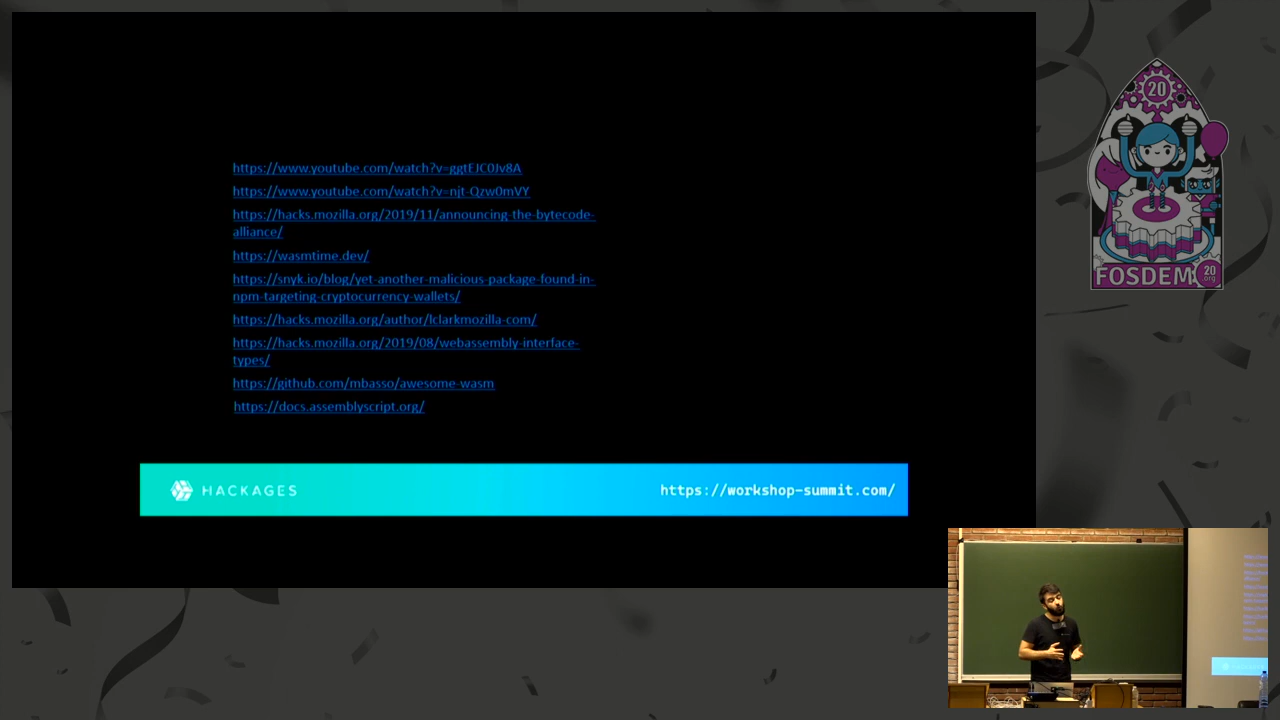 https://www.youtube.com/watch?v=ggtEJC0Jv8A
https://www.youtube.com/watch?v=njt-Qzw0mVY
https://hacks.mozilla.org/2019/11/announcing-the-bytecode-
alliance/
https://wasmtime.dev/
https://snyk.io/blog/yet-another-malicious-package-found-in-
npm-targeting-cryptocurrency-wallets/
https://hacks.mozilla.org/author/lclarkmozilla-com/
https://hacks.mozilla.org/2019/08/webassembly-interface-
types/
https://github.com/mbasso/awesome-wasm
https://docs.assemblyscript.org/
HACKAGES
https://workshop-summit.com/
20
FOSDEM
20
.org